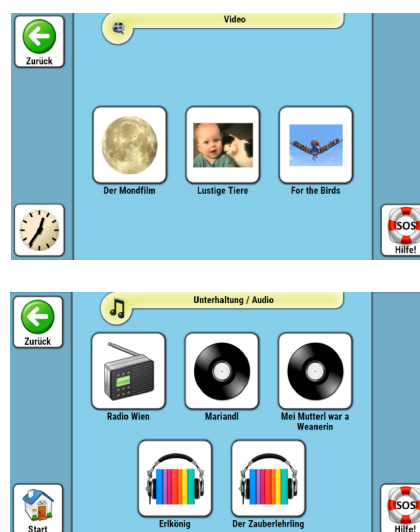 Video
Zurück
Der Mondfilm
Lustige Tiere
For the Birds
SOS
Hilfe!
Unterhaltung / Audio
Zurück
Radio Wien
Mariandl
Mei Mutterl war a
Weanerin
Erlkönig
Der Zauberlehrling
Start
SOS
Hilfe!